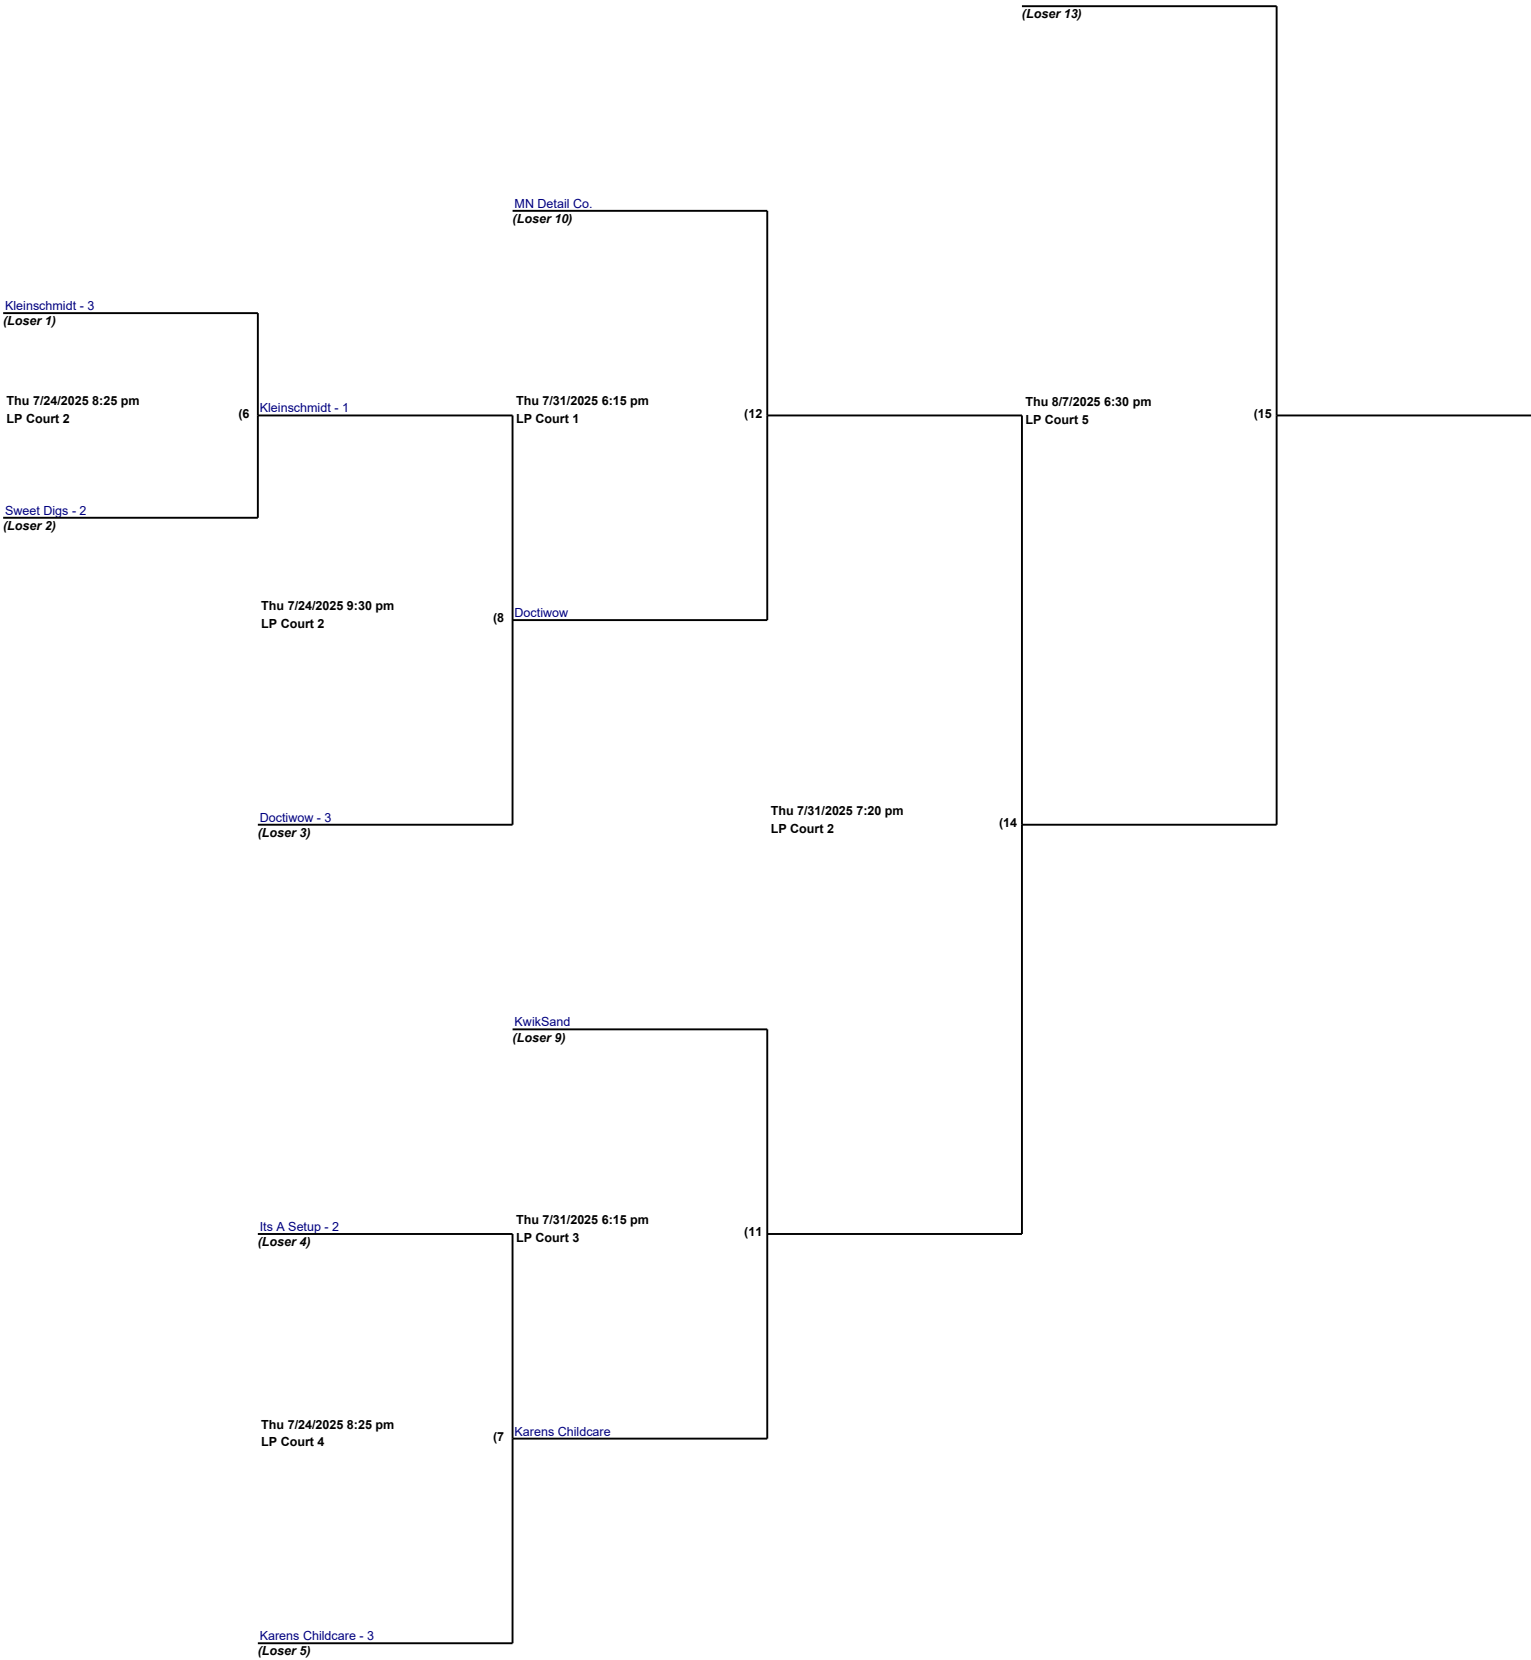 (Loser 13)
MN Detail Co.
(Loser 10)
Kleinschmidt - 3
(Loser 1)
Thu 7/24/2025 8:25 pm
LP Court 2
(6
Kleinschmidt - 1
Thu 7/31/2025 6:15 pm
LP Court 1
(12
Thu 8/7/2025 6:30 pm
LP Court 5
(15
Sweet Digs - 2
(Loser 2)
Thu 7/24/2025 9:30 pm
LP Court 2
(8
Doctiwow
Doctiwow - 3
(Loser 3)
Thu 7/31/2025 7:20 pm
LP Court 2
(14
KwikSand
(Loser 9)
Its A Setup - 2
(Loser 4)
Thu 7/31/2025 6:15 pm
LP Court 3
(11
Thu 7/24/2025 8:25 pm
LP Court 4
(7
Karens Childcare
Karens Childcare - 3
(Loser 5)